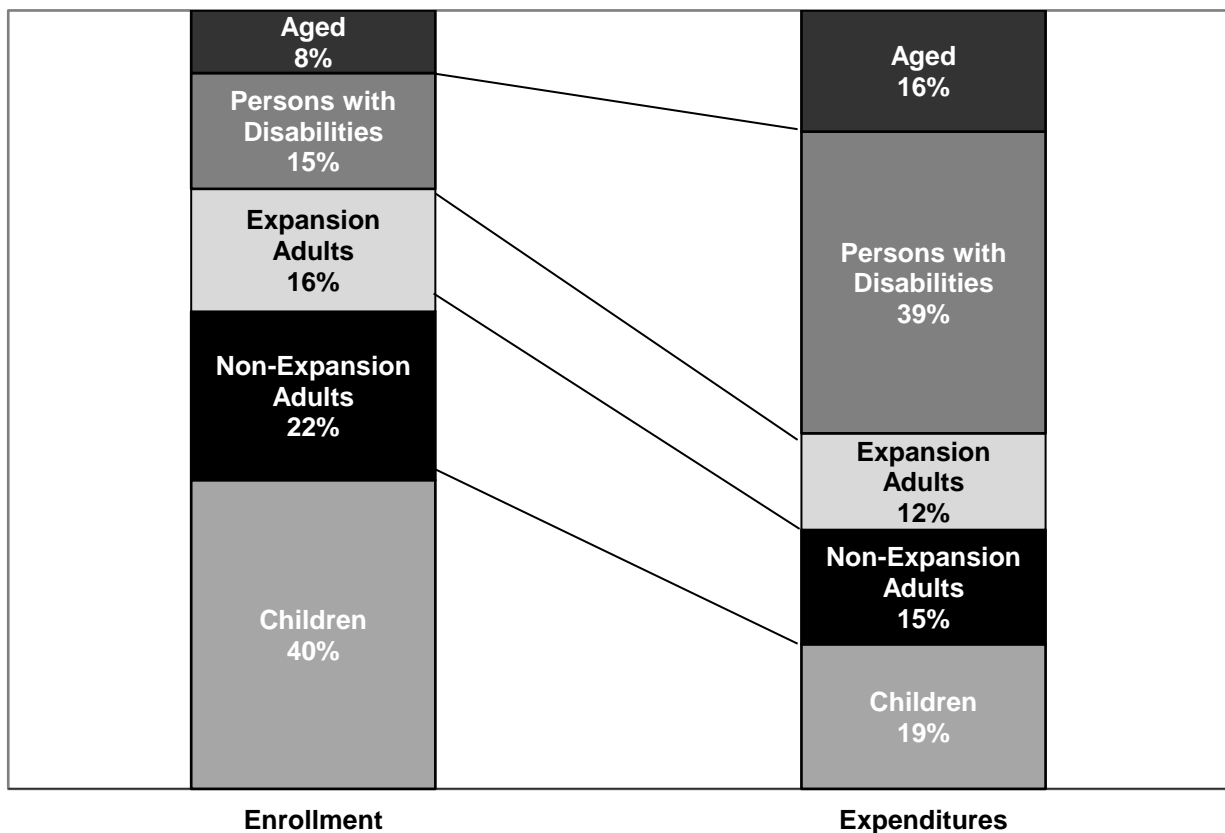 Aged
8%
Persons with
Disabilities
15%
Expansion
Adults
16%
Non-Expansion
Adults
22%
Children
40%
Enrollment
Aged
16%
Persons with
Disabilities
39%
Expansion
Adults
12%
Non-Expansion
Adults
15%
Children
19%
Expenditures